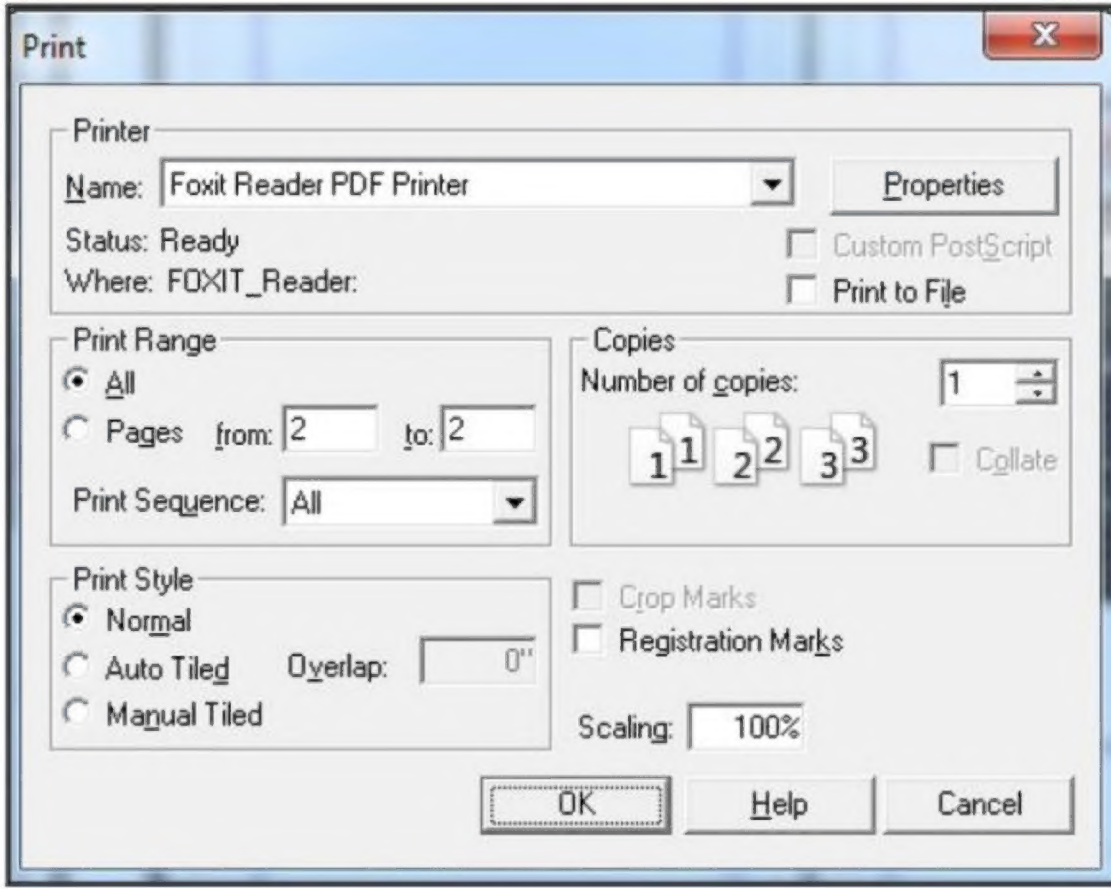 Print
X
Printer
Name: Foxit Reader PDF Printer
Properties
Status: Ready
Custom PostScript
Where: FOXIT_Reader:
Print to File
Print Range
All
Pages from: 2 to: 2
Print Sequence: All
Copies
Number of copies: 1
1 1 2 2 3 3
Collate
Print Style
Normal
Auto Tiled Overlap: 0"
Manual Tiled
Crop Marks
Registration Marks
Scaling: 100%
OK Help Cancel